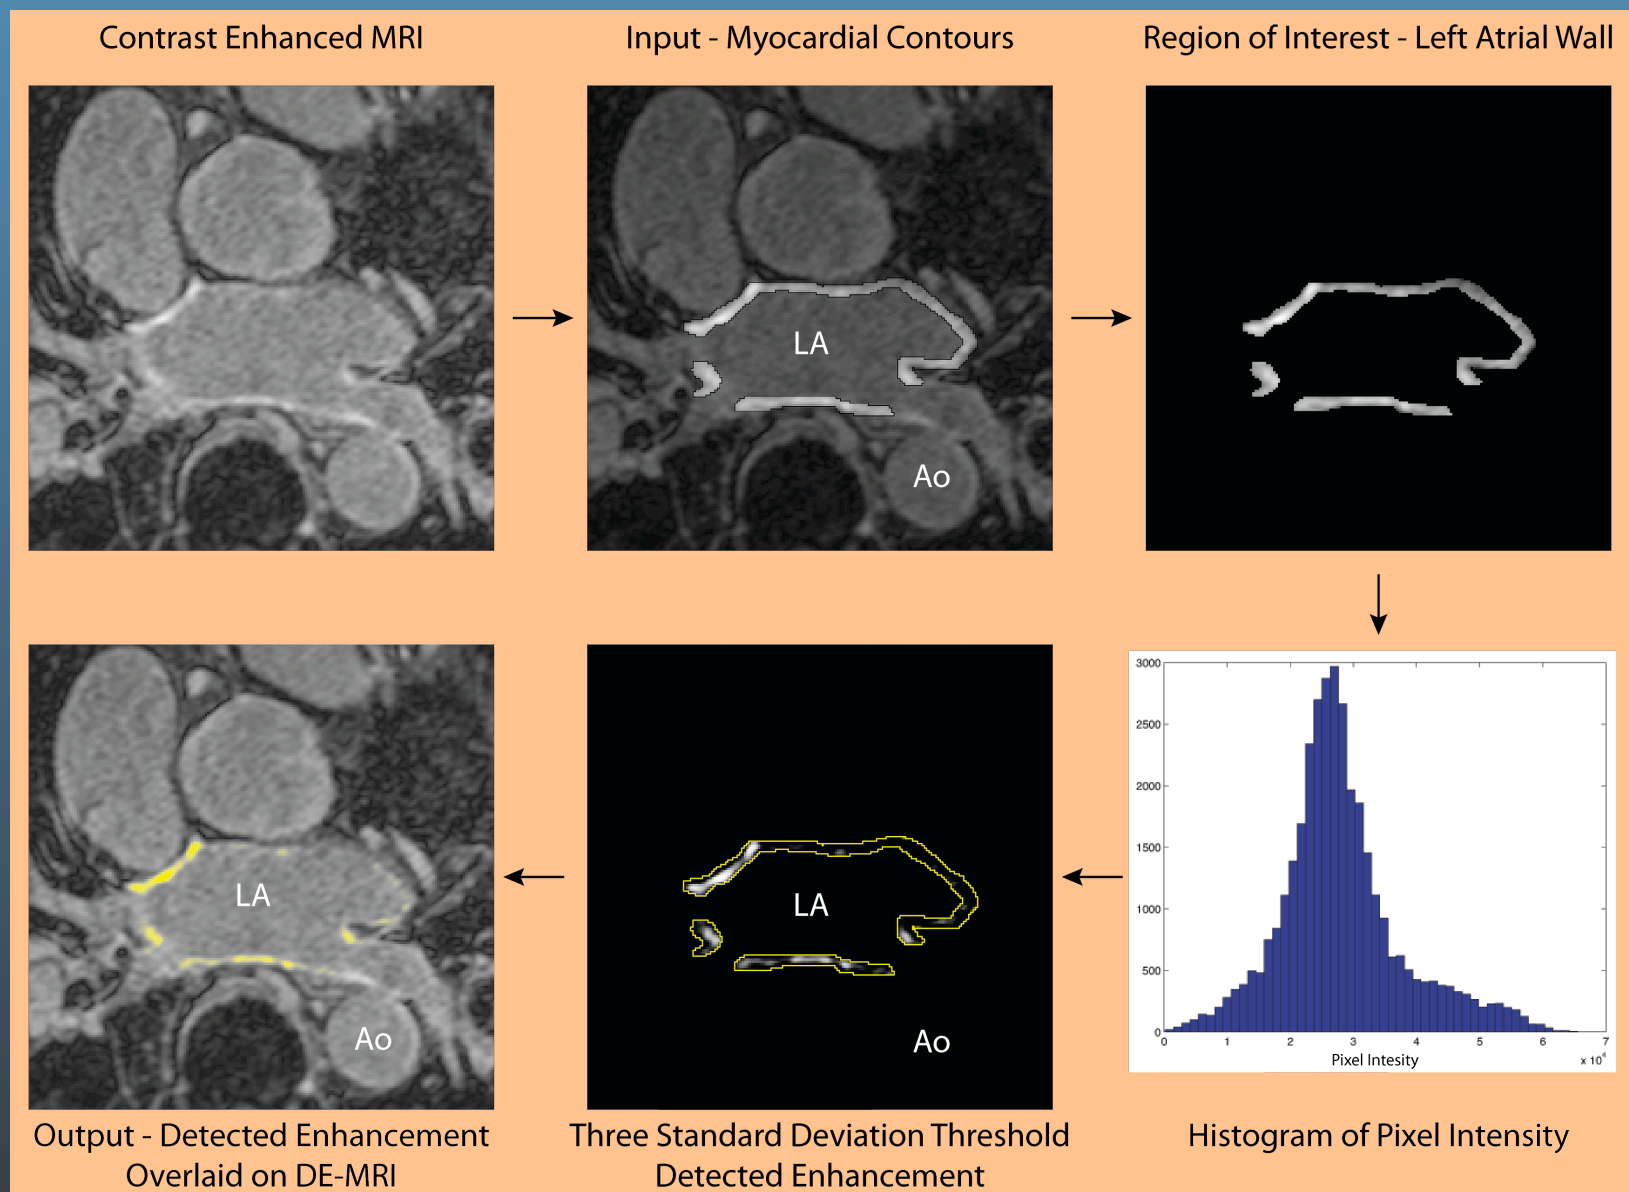 Contrast Enhanced MRI
Input - Myocardial Contours
Region of Interest - Left Atrial Wall
LA
Ao
3000
2500
2000
1500
1000
500
0
0 1 2 3 4 5 6 7
Pixel Intesity
x 10⁴
LA
Ao
LA
Ao
Output - Detected Enhancement
Overlaid on DE-MRI
Three Standard Deviation Threshold
Detected Enhancement
Histogram of Pixel Intensity